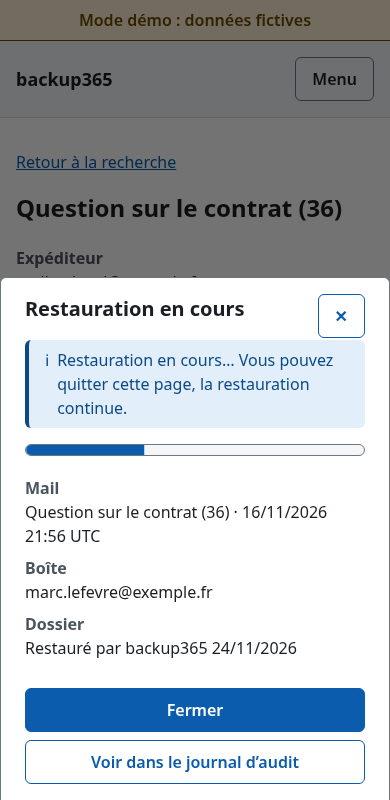 Mode démo : données fictives
backup365
Menu
Retour à la recherche
Question sur le contrat (36)
Expéditeur
Restauration en cours
×
i Restauration en cours... Vous pouvez
quitter cette page, la restauration
continue.
Mail
Question sur le contrat (36) · 16/11/2026
21:56 UTC
Boîte
marc.lefevre@exemple.fr
Dossier
Restauré par backup365 24/11/2026
Fermer
Voir dans le journal d’audit